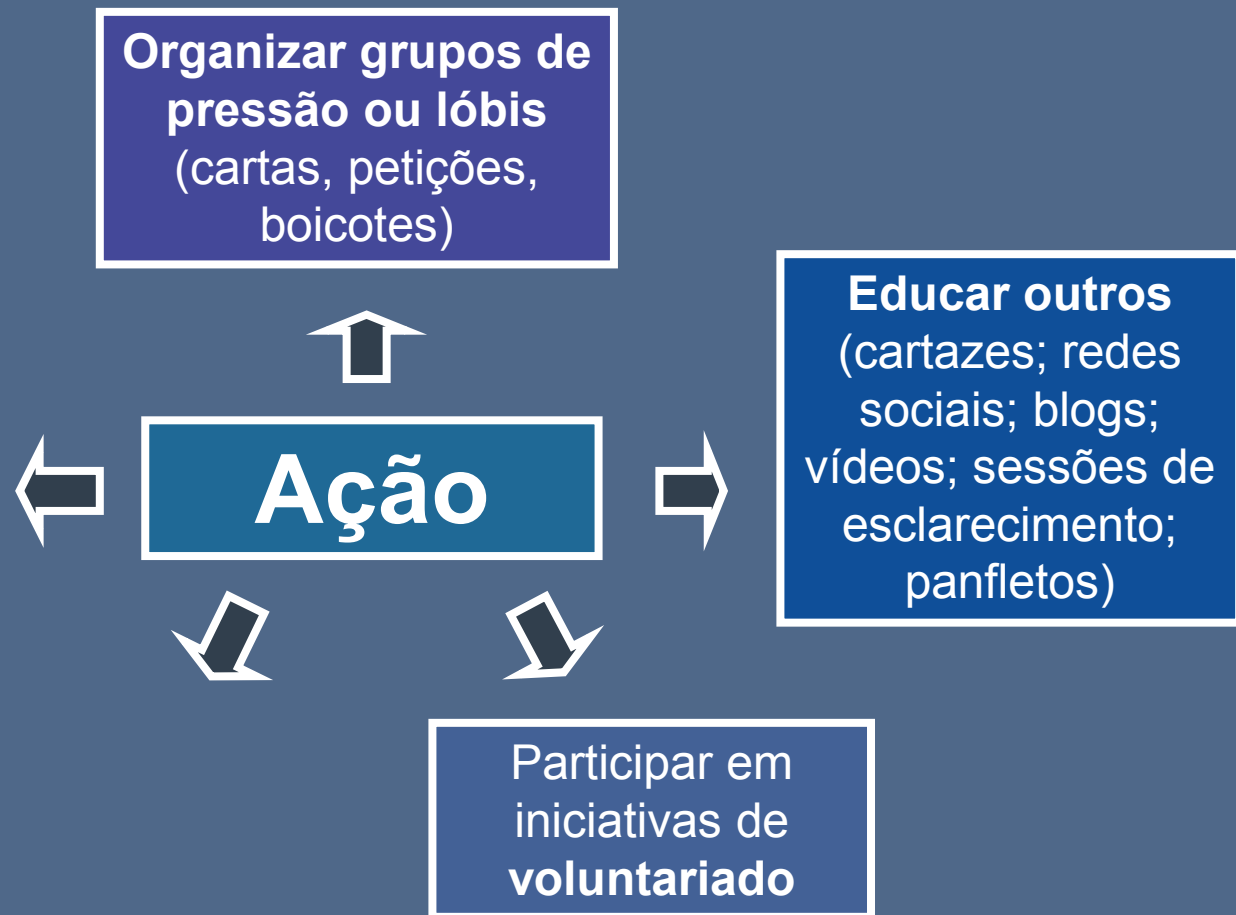 Organizar grupos de
pressão ou lóbis
(cartas, petições,
boicotes)
Educar outros
(cartazes; redes
sociais; blogs;
vídeos; sessões de
esclarecimento;
panfletos)
Ação
Participar em
iniciativas de
voluntariado